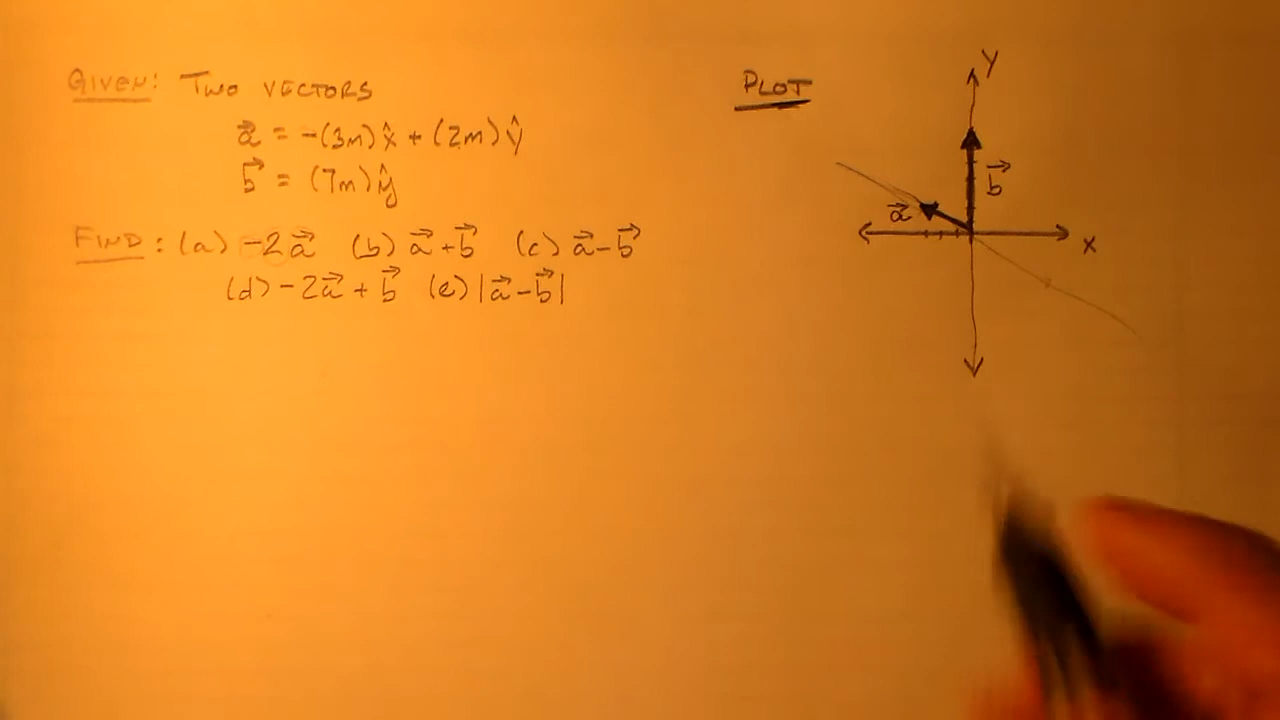 GIVEN: TWO VECTORS
a⃗ = -(3m)x̂ + (2m)ŷ
b⃗ = (7m)ŷ
FIND: (a) -2a⃗ (b) a⃗+b⃗ (c) a⃗-b⃗
(d) -2a⃗ + b⃗ (e) |a⃗-b⃗|
PLOT
Y
b⃗
a⃗
x